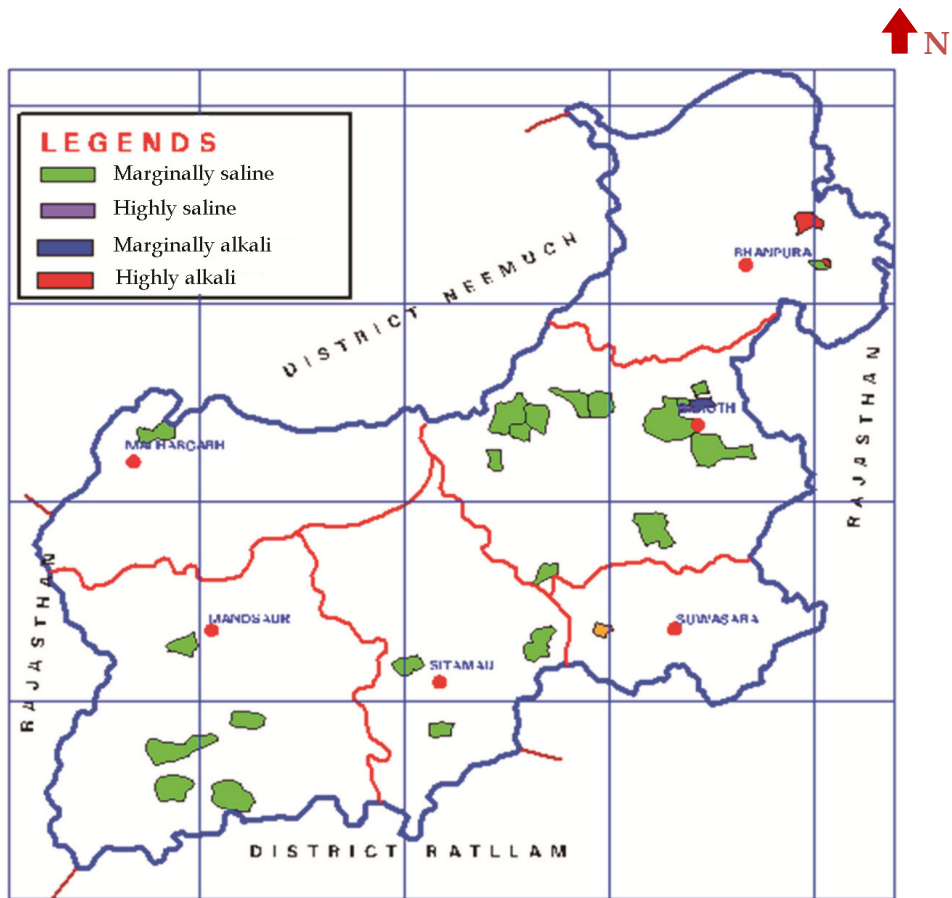 N
LEGENDS
Marginally saline
Highly saline
Marginally alkali
Highly alkali
DISTRICT NEEMUCH
BHANPURA
RAJASTHAN
MALHARGARH
RAJASTHAN
MANDSAUR
SUWASARA
SITAMAU
DISTRICT RATLLAM